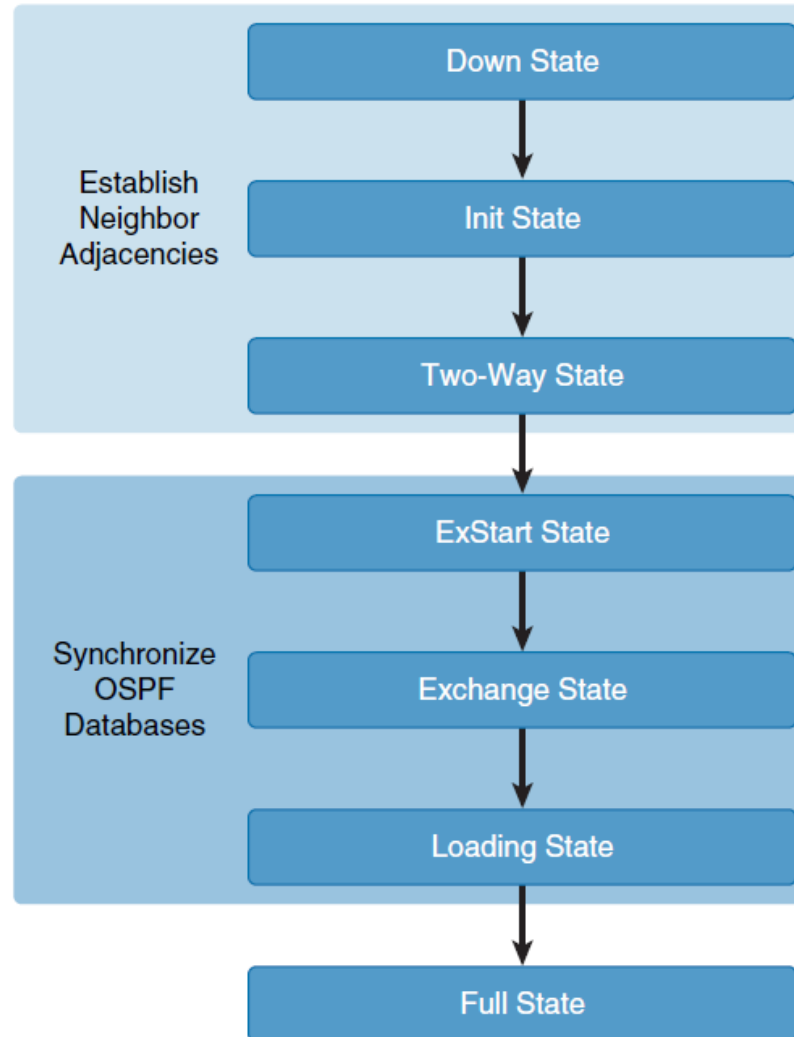 Down State
Establish
Neighbor
Adjacencies
Init State
Two-Way State
ExStart State
Synchronize
OSPF
Databases
Exchange State
Loading State
Full State